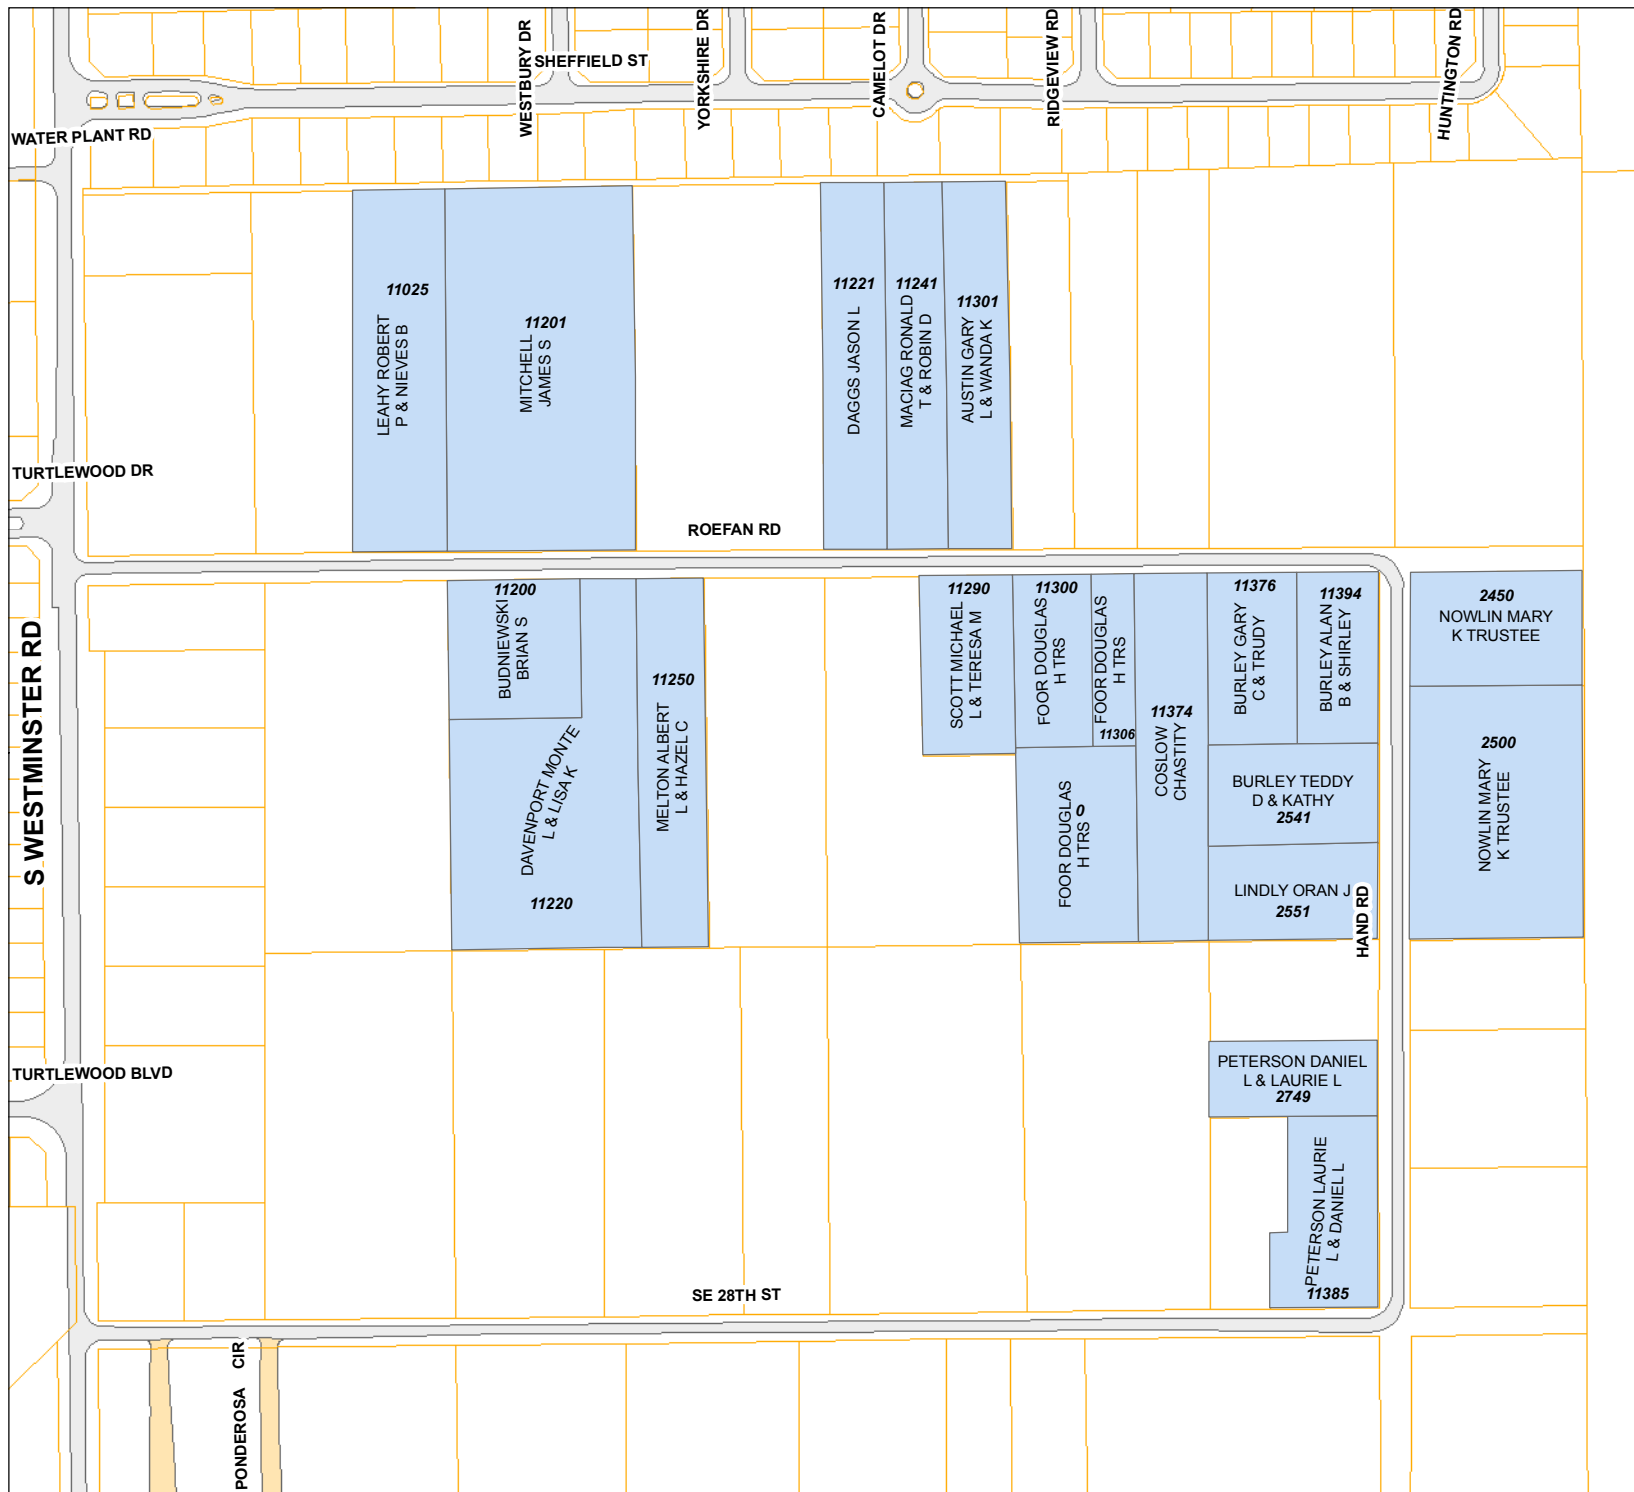 WESTBURY DR
SHEFFIELD ST
YORKSHIRE DR
CAMELOT DR
RIDGEVIEW RD
HUNTINGTON RD
WATER PLANT RD
11025
LEAHY ROBERT
P & NIEVES B
11201
MITCHELL
JAMES S
11221
DAGGS JASON L
11241
MACIAG RONALD
T & ROBIN D
11301
AUSTIN GARY
L & WANDA K
TURTLEWOOD DR
ROEFAN RD
S WESTMINSTER RD
11200
BUDNIEWSKI
BRIAN S
DAVENPORT MONTE
L & LISA K
11220
11250
MELTON ALBERT
L & HAZEL C
11290
SCOTT MICHAEL
L & TERESA M
11300
FOOR DOUGLAS
H TRS
FOOR DOUGLAS
H TRS
11306
FOOR DOUGLAS
H TRS
0
11374
COSLOW
CHASTITY
11376
BURLEY GARY
C & TRUDY
11394
BURLEY ALAN
B & SHIRLEY
BURLEY TEDDY
D & KATHY
2541
LINDLY ORAN J
2551
HAND RD
2450
NOWLIN MARY
K TRUSTEE
2500
NOWLIN MARY
K TRUSTEE
TURTLEWOOD BLVD
PETERSON DANIEL
L & LAURIE L
2749
PETERSON LAURIE
L & DANIEL L
11385
SE 28TH ST
PONDEROSA CIR